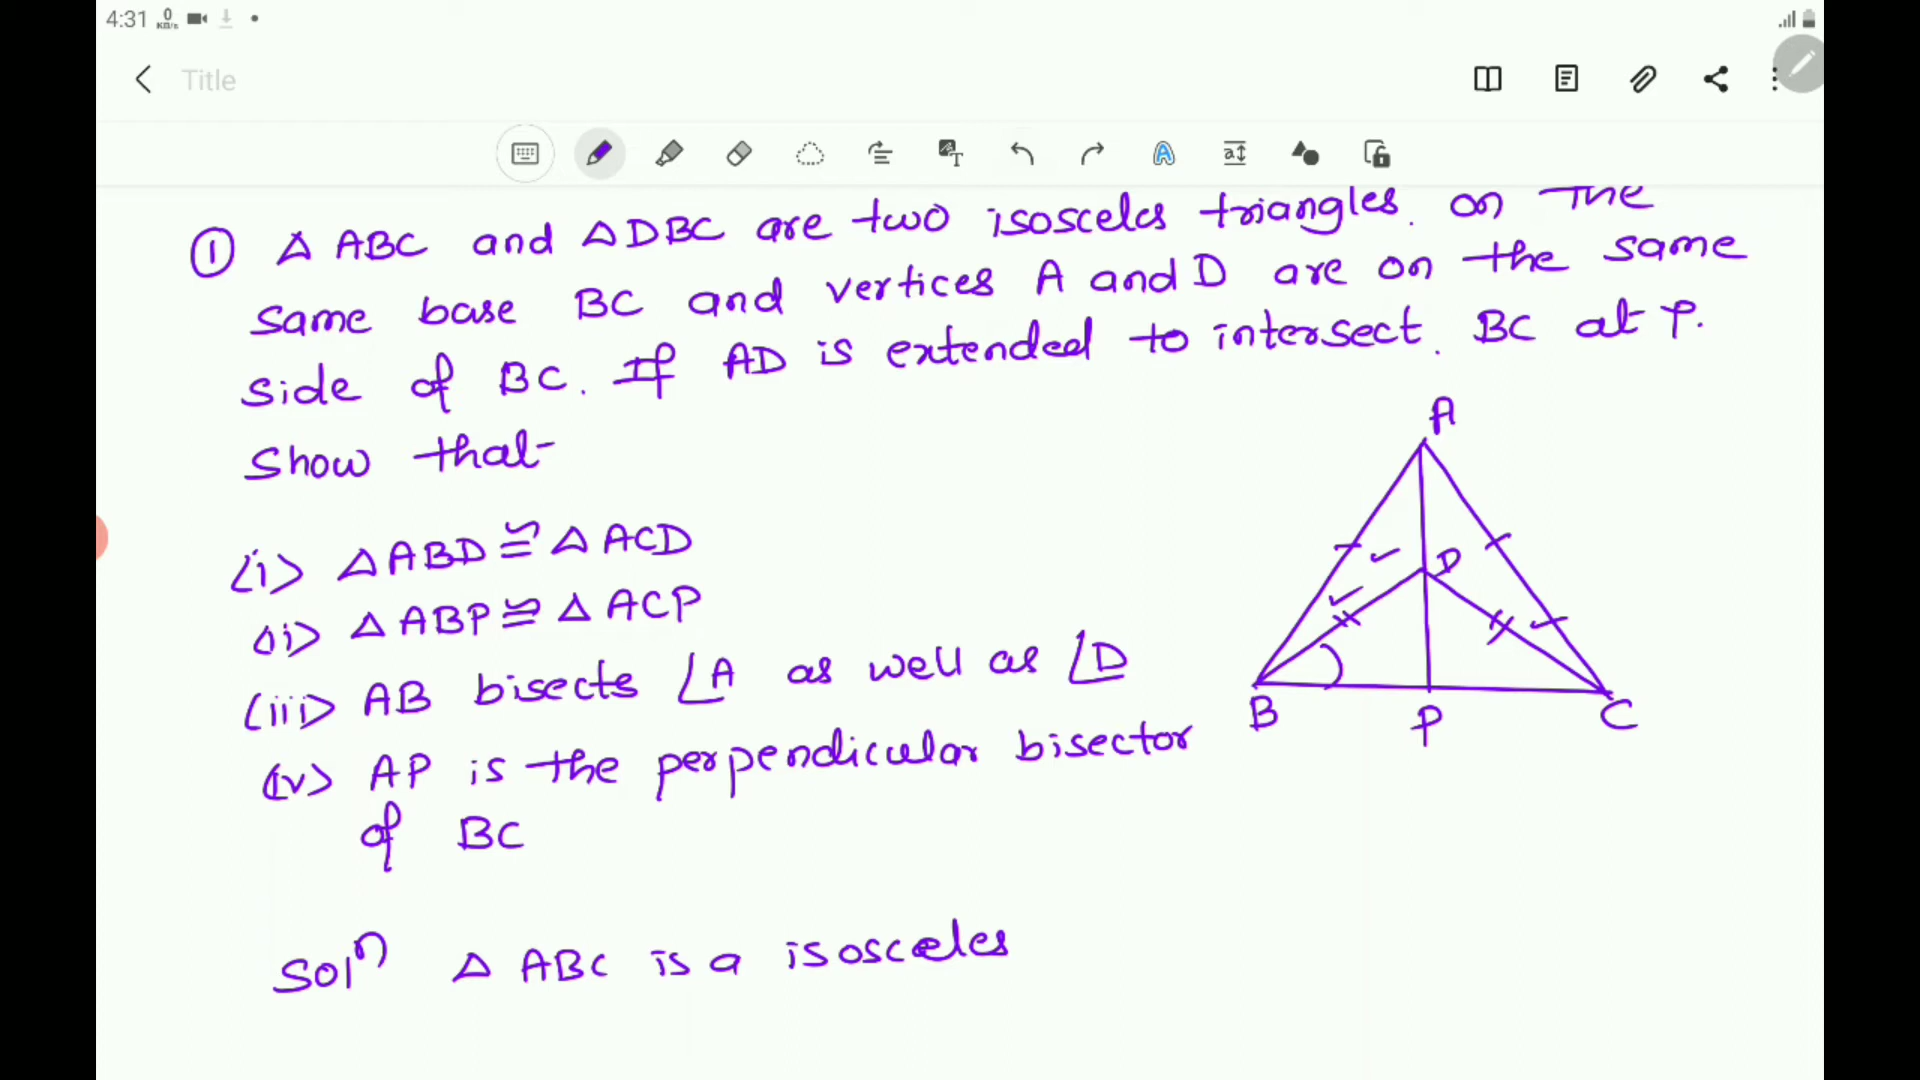 4:31 0 KB/s
Title
① △ ABC and △DBC are two isosceles triangles. on the
same base BC and vertices A and D are on the same
side of BC. If AD is extended to intersect. BC at P.
Show that-
(i) △ABD ≅ △ ACD
(ii) △ ABP ≅ △ ACP
(iii) AB bisects ∠A as well as ∠D
(iv) AP is the perpendicular bisector
of BC
A
D
B
P
C
Solⁿ △ ABC is a isosceles